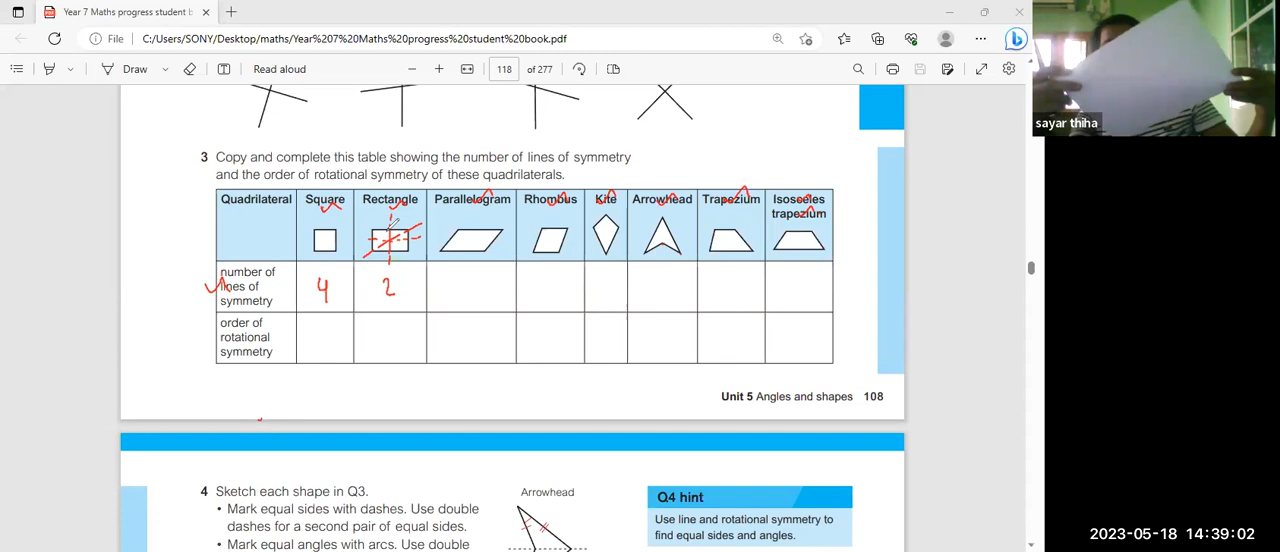 Year 7 Maths progress student b
File
C:/Users/SONY/Desktop/maths/Year%207%20Maths%20progress%20student%20book.pdf
Draw
Read aloud
118
of 277
sayar thiha
3 Copy and complete this table showing the number of lines of symmetry
and the order of rotational symmetry of these quadrilaterals.
Quadrilateral Square Rectangle Parallelogram Rhombus Kite Arrowhead Trapezium Isosceles
trapezium
number of
lines of
symmetry
4
2
order of
rotational
symmetry
Unit 5 Angles and shapes 108
4 Sketch each shape in Q3.
• Mark equal sides with dashes. Use double
dashes for a second pair of equal sides.
• Mark equal angles with arcs. Use double
Arrowhead
Q4 hint
Use line and rotational symmetry to
find equal sides and angles.
2023-05-18 14:39:02